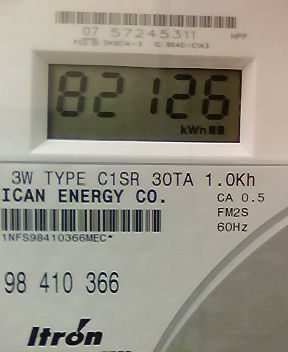 07 57245311 NPP
82126
kWh
3W TYPE C1SR 30TA 1.0Kh
ICAN ENERGY CO. CA 0.5
FM2S
1NFS98410366MEC* 60Hz
98 410 366
Itron